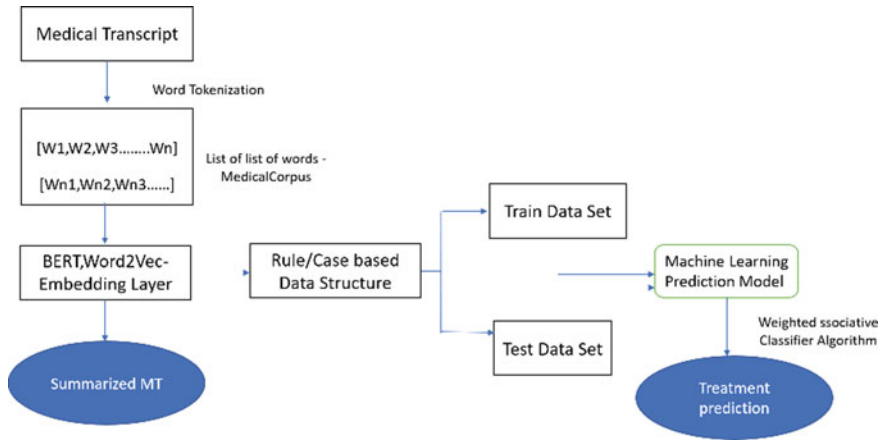 Medical Transcript
Word Tokenization
[W1,W2,W3........Wn]
[Wn1,Wn2,Wn3......]
List of list of words -
MedicalCorpus
BERT,Word2Vec-
Embedding Layer
Summarized MT
Rule/Case based
Data Structure
Train Data Set
Test Data Set
Machine Learning
Prediction Model
Weighted ssociative
Classifier Algorithm
Treatment
prediction